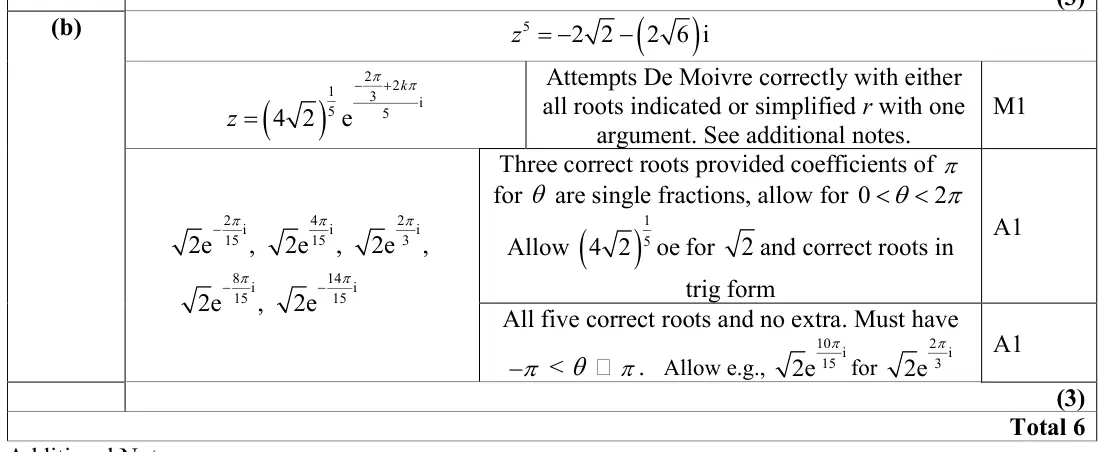 (3)
(b)
z⁵ = −2√2 − (2√6)i
z = (4√2)^(1/5) e^((−2π/3 + 2kπ)/5 i)
Attempts De Moivre correctly with either
all roots indicated or simplified r with one
argument. See additional notes.
M1
√2e^(−2π/15 i), √2e^(4π/15 i), √2e^(2π/3 i),
√2e^(−8π/15 i), √2e^(−14π/15 i)
Three correct roots provided coefficients of π
for θ are single fractions, allow for 0 < θ < 2π
Allow (4√2)^(1/5) oe for √2 and correct roots in
trig form
A1
All five correct roots and no extra. Must have
−π < θ □ π. Allow e.g., √2e^(10π/15 i) for √2e^(2π/3 i)
A1
(3)
Total 6